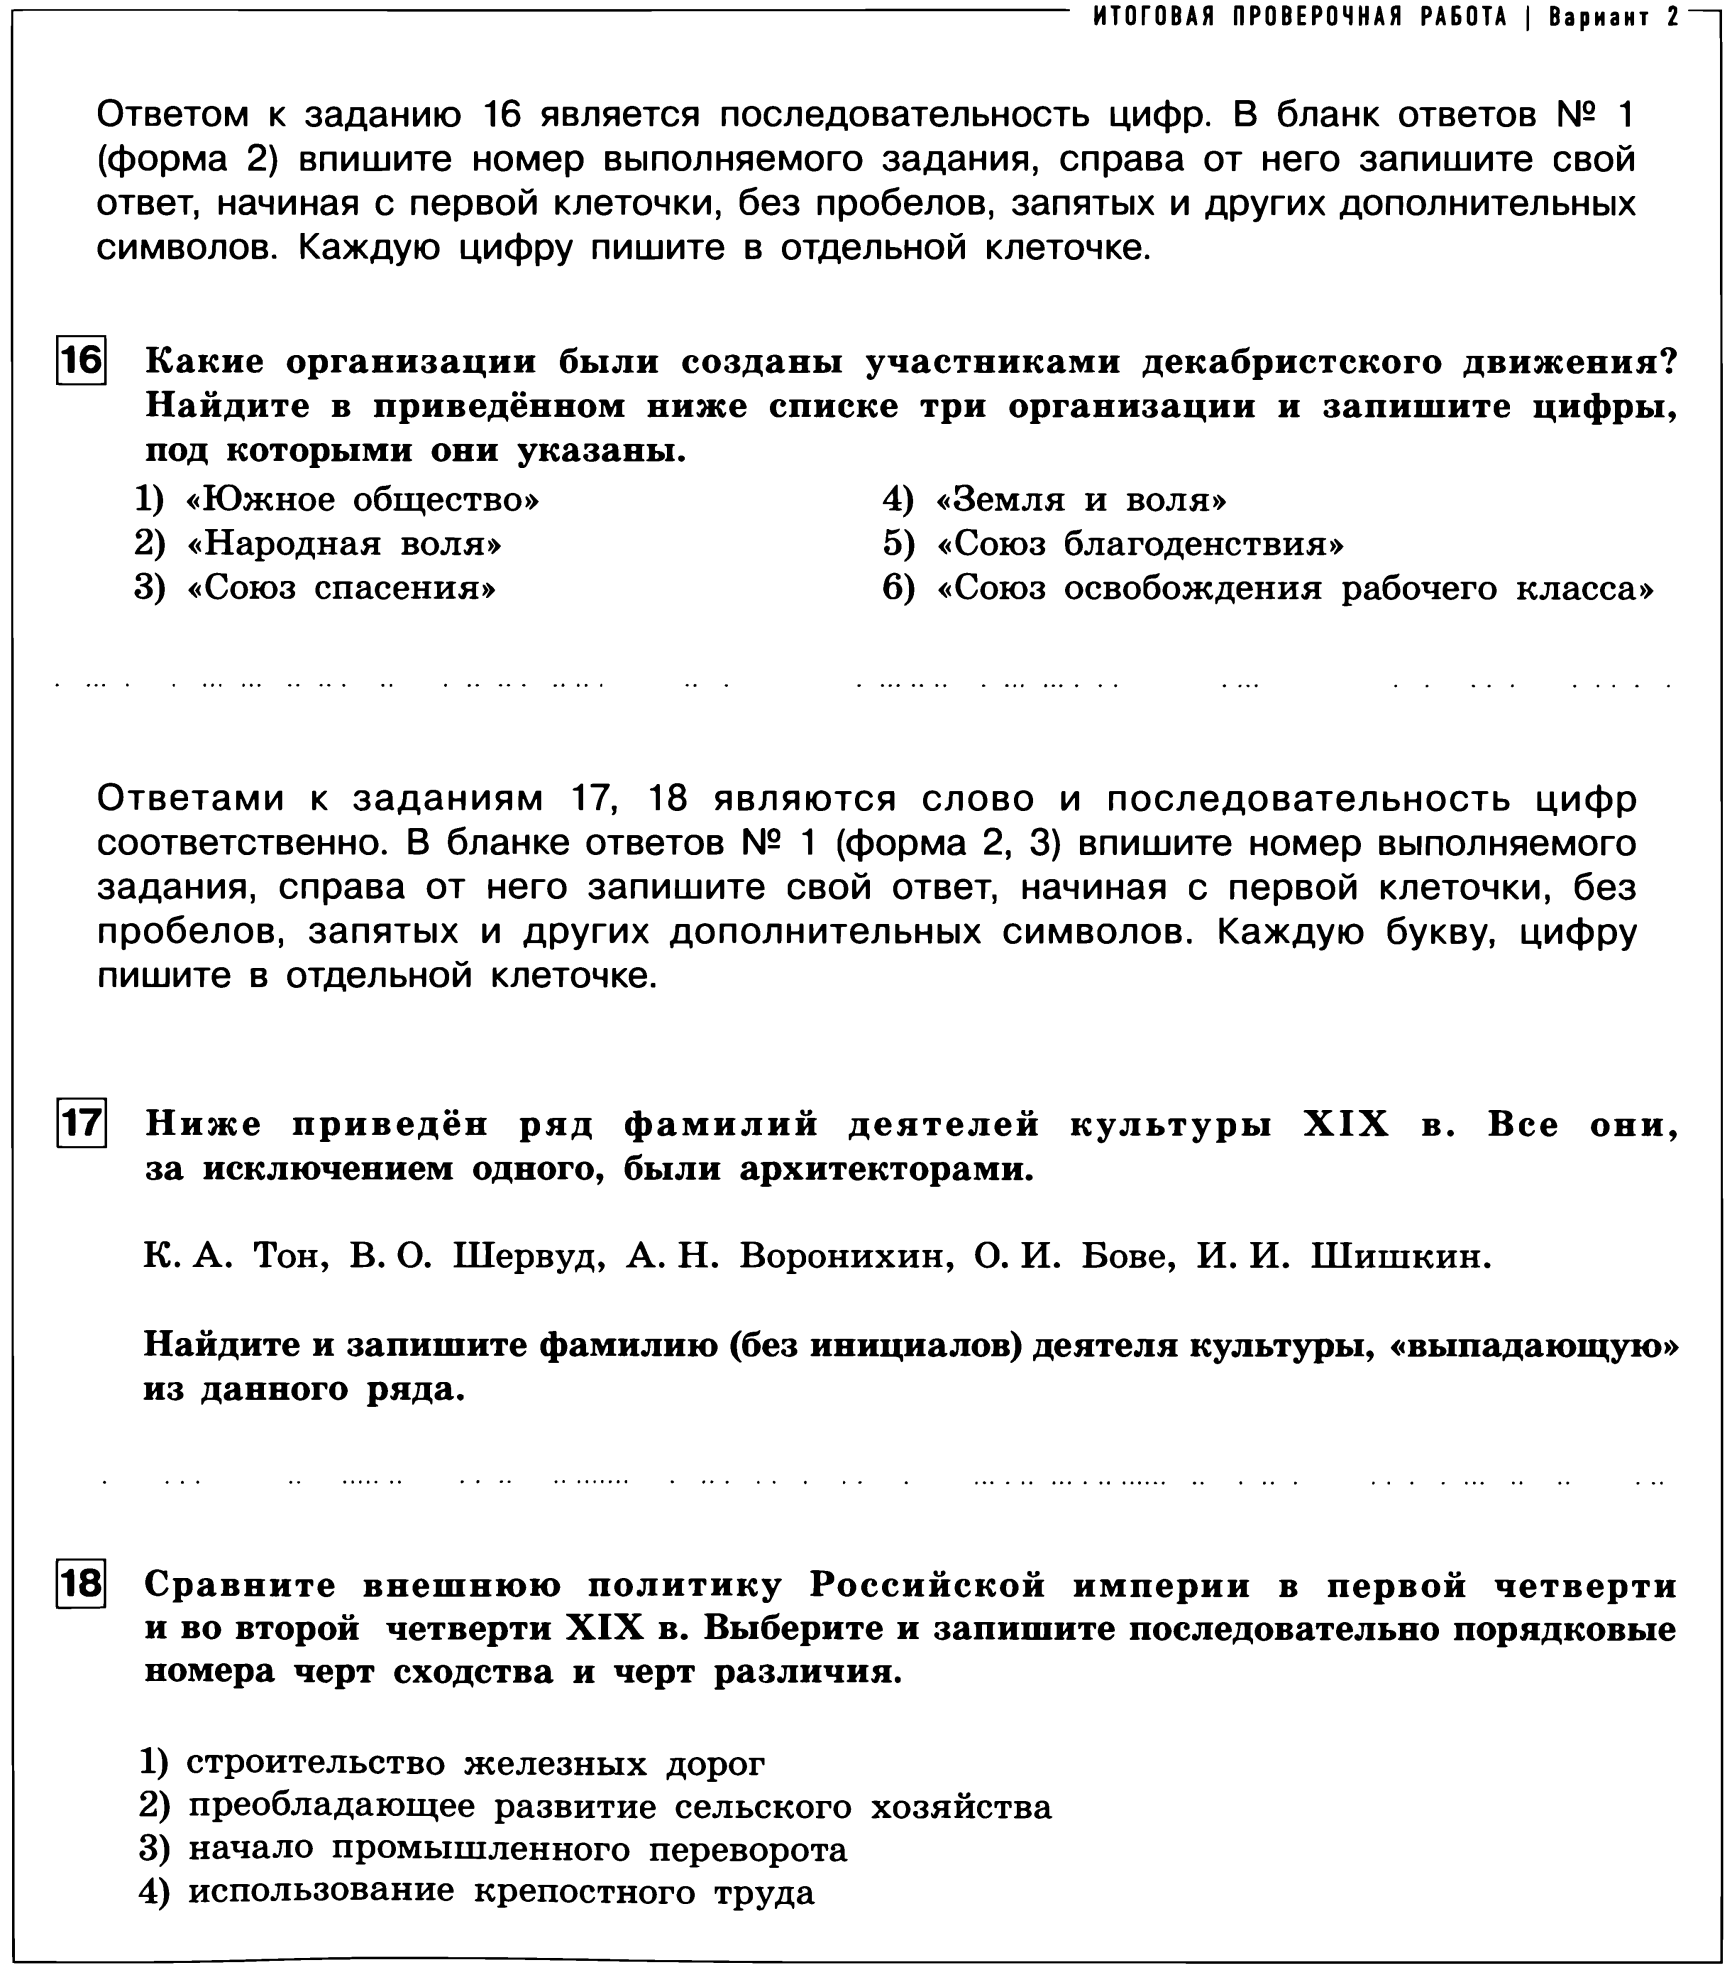 ИТОГОВАЯ ПРОВЕРОЧНАЯ РАБОТА | Вариант 2
Ответом к заданию 16 является последовательность цифр. В бланк ответов № 1
(форма 2) впишите номер выполняемого задания, справа от него запишите свой
ответ, начиная с первой клеточки, без пробелов, запятых и других дополнительных
символов. Каждую цифру пишите в отдельной клеточке.
16 Какие организации были созданы участниками декабристского движения?
Найдите в приведённом ниже списке три организации и запишите цифры,
под которыми они указаны.
1) «Южное общество»
2) «Народная воля»
3) «Союз спасения»
4) «Земля и воля»
5) «Союз благоденствия»
6) «Союз освобождения рабочего класса»
Ответами к заданиям 17, 18 являются слово и последовательность цифр
соответственно. В бланке ответов № 1 (форма 2, 3) впишите номер выполняемого
задания, справа от него запишите свой ответ, начиная с первой клеточки, без
пробелов, запятых и других дополнительных символов. Каждую букву, цифру
пишите в отдельной клеточке.
17 Ниже приведён ряд фамилий деятелей культуры XIX в. Все они,
за исключением одного, были архитекторами.
К. А. Тон, В. О. Шервуд, А. Н. Воронихин, О. И. Бове, И. И. Шишкин.
Найдите и запишите фамилию (без инициалов) деятеля культуры, «выпадающую»
из данного ряда.
18 Сравните внешнюю политику Российской империи в первой четверти
и во второй четверти XIX в. Выберите и запишите последовательно порядковые
номера черт сходства и черт различия.
1) строительство железных дорог
2) преобладающее развитие сельского хозяйства
3) начало промышленного переворота
4) использование крепостного труда